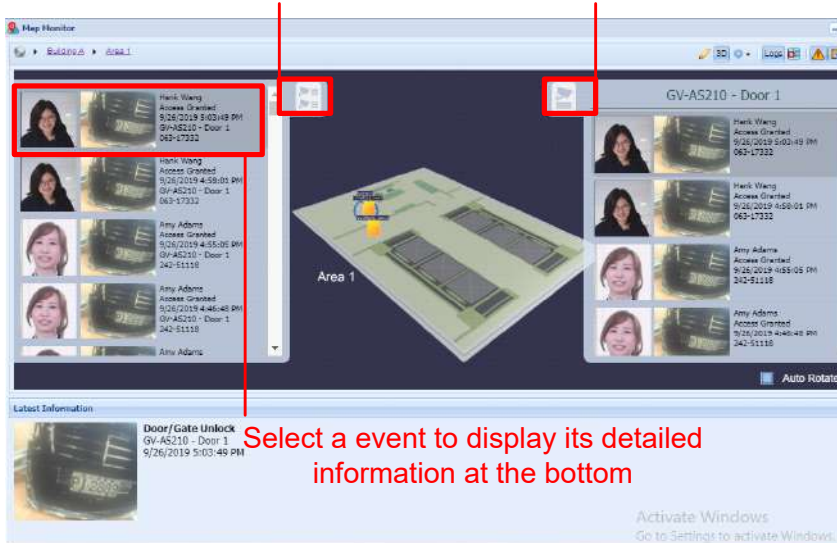 Map Monitor
Building A
Area 1
3D
Logs
Hank Wang
Access Granted
9/26/2019 5:03:49 PM
GV-AS210 - Door 1
063-17332
Hank Wang
Access Granted
9/26/2019 4:58:01 PM
GV-AS210 - Door 1
063-17332
Amy Adams
Access Granted
9/26/2019 4:55:05 PM
GV-AS210 - Door 1
242-51118
Amy Adams
Access Granted
9/26/2019 4:46:48 PM
GV-AS210 - Door 1
242-51118
Amy Adams
Area 1
GV-AS210 - Door 1
Hank Wang
Access Granted
9/26/2019 5:03:49 PM
063-17332
Hank Wang
Access Granted
9/26/2019 4:58:01 PM
063-17332
Amy Adams
Access Granted
9/26/2019 4:55:05 PM
242-51118
Amy Adams
Access Granted
9/26/2019 4:46:48 PM
242-51118
Auto Rotate
Latest Information
Door/Gate Unlock
GV-AS210 - Door 1
9/26/2019 5:03:49 PM
Select a event to display its detailed
information at the bottom
Activate Windows
Go to Settings to activate Windows.